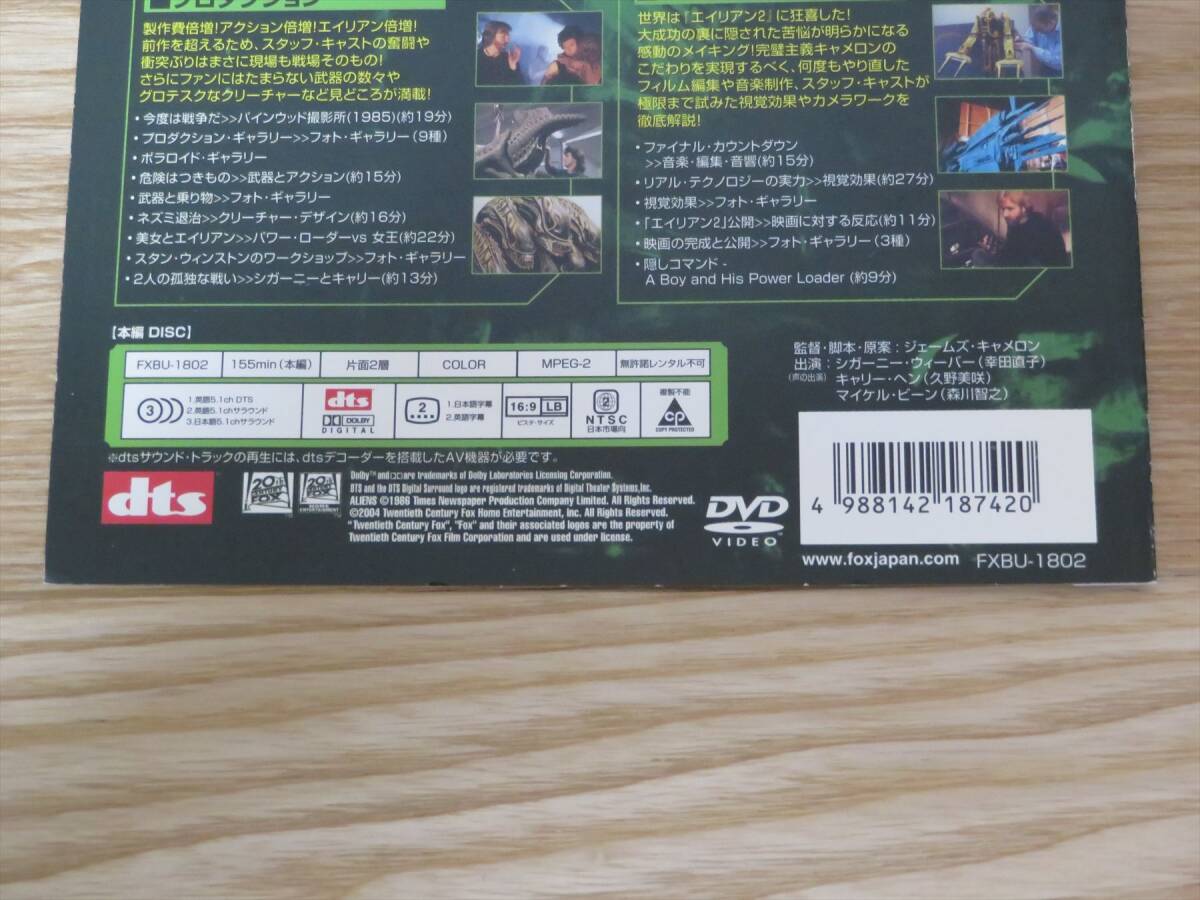 ■プロダクション
製作費倍増!アクション倍増!エイリアン倍増!
前作を超えるため、スタッフ・キャストの奮闘や
衝突ぶりはまさに現場も戦場そのもの!
さらにファンにはたまらない武器の数々や
グロテスクなクリーチャーなど見どころが満載!
・今度は戦争だ>>パインウッド撮影所(1985)(約19分)
・プロダクション・ギャラリー>>フォト・ギャラリー(9種)
・ポラロイド・ギャラリー
・危険はつきもの>>武器とアクション(約15分)
・武器と乗り物>>フォト・ギャラリー
・ネズミ退治>>クリーチャー・デザイン(約16分)
・美女とエイリアン>>パワー・ローダーvs 女王(約22分)
・スタン・ウィンストンのワークショップ>>フォト・ギャラリー
・2人の孤独な戦い>>シガーニーとキャリー(約13分)
世界は「エイリアン2」に狂喜した!
大成功の裏に隠された苦悩が明らかになる
感動のメイキング!完璧主義キャメロンの
こだわりを実現するべく、何度もやり直した
フィルム編集や音楽制作、スタッフ・キャストが
極限まで試みた視覚効果やカメラワークを
徹底解説!
・ファイナル・カウントダウン
>>音楽・編集・音響(約15分)
・リアル・テクノロジーの実力>>視覚効果(約27分)
・視覚効果>>フォト・ギャラリー
・「エイリアン2」公開>>映画に対する反応(約11分)
・映画の完成と公開>>フォト・ギャラリー(3種)
・隠しコマンド -
A Boy and His Power Loader (約9分)
【本編 DISC】
FXBU-1802 155min(本編) 片面2層 COLOR MPEG-2 無許諾レンタル不可
3 1.英語5.1ch DTS
2.英語5.1chサラウンド
3.日本語5.1chサラウンド
dts
DOLBY
DIGITAL
2 1.日本語字幕
2.英語字幕
16:9 LB
ビスタ・サイズ
2
NTSC
日本市場向
複製不能
CP
COPY PROTECTED
監督・脚本・原案:ジェームズ・キャメロン
出演:シガーニー・ウィーバー(幸田直子)
(声の出演) キャリー・ヘン(久野美咲)
マイケル・ビーン(森川智之)
※dtsサウンド・トラックの再生には、dtsデコーダーを搭載したAV機器が必要です。
dts
20th CENTURY FOX
20th CENTURY FOX HOME ENTERTAINMENT
Dolby™ and are trademarks of Dolby Laboratories Licensing Corporation.
DTS and the DTS Digital Surround logo are registered trademarks of Digital Theater Systems,Inc.
ALIENS ©1986 Times Newspaper Production Company Limited. All Rights Reserved.
©2004 Twentieth Century Fox Home Entertainment, Inc. All Rights Reserved.
"Twentieth Century Fox", "Fox" and their associated logos are the property of
Twentieth Century Fox Film Corporation and are used under license.
DVD
VIDEO
4 988142 187420
www.foxjapan.com FXBU-1802